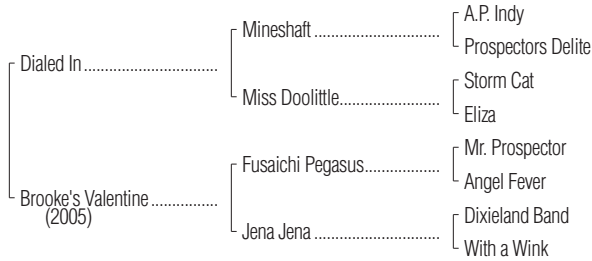 A.P. Indy
Mineshaft
Prospectors Delite
Dialed In
Storm Cat
Miss Doolittle
Eliza
Mr. Prospector
Fusaichi Pegasus
Angel Fever
Brooke's Valentine
(2005)
Dixieland Band
Jena Jena
With a Wink